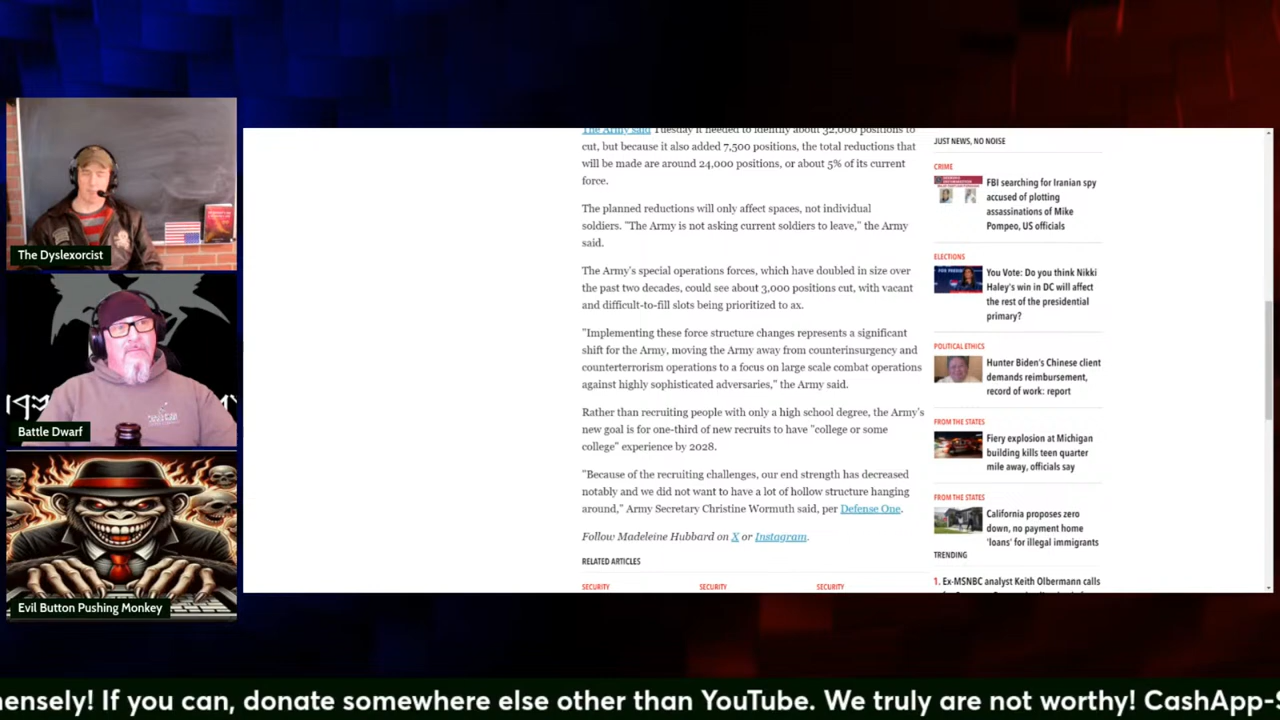 The Dyslexorcist
Battle Dwarf
Evil Button Pushing Monkey
The Army said Tuesday it needed to identify about 32,000 positions to
cut, but because it also added 7,500 positions, the total reductions that
will be made are around 24,000 positions, or about 5% of its current
force.
The planned reductions will only affect spaces, not individual
soldiers. "The Army is not asking current soldiers to leave," the Army
said.
The Army's special operations forces, which have doubled in size over
the past two decades, could see about 3,000 positions cut, with vacant
and difficult-to-fill slots being prioritized to ax.
"Implementing these force structure changes represents a significant
shift for the Army, moving the Army away from counterinsurgency and
counterterrorism operations to a focus on large scale combat operations
against highly sophisticated adversaries," the Army said.
Rather than recruiting people with only a high school degree, the Army's
new goal is for one-third of new recruits to have "college or some
college" experience by 2028.
"Because of the recruiting challenges, our end strength has decreased
notably and we did not want to have a lot of hollow structure hanging
around," Army Secretary Christine Wormuth said, per Defense One.
Follow Madeleine Hubbard on X or Instagram.
RELATED ARTICLES
SECURITY
SECURITY
SECURITY
JUST NEWS, NO NOISE
CRIME
FBI searching for Iranian spy
accused of plotting
assassinations of Mike
Pompeo, US officials
ELECTIONS
You Vote: Do you think Nikki
Haley's win in DC will affect
the rest of the presidential
primary?
POLITICAL ETHICS
Hunter Biden's Chinese client
demands reimbursement,
record of work: report
FROM THE STATES
Fiery explosion at Michigan
building kills teen quarter
mile away, officials say
FROM THE STATES
California proposes zero
down, no payment home
'loans' for illegal immigrants
TRENDING
1. Ex-MSNBC analyst Keith Olbermann calls
mensely! If you can, donate somewhere else other than YouTube. We truly are not worthy! CashApp-S